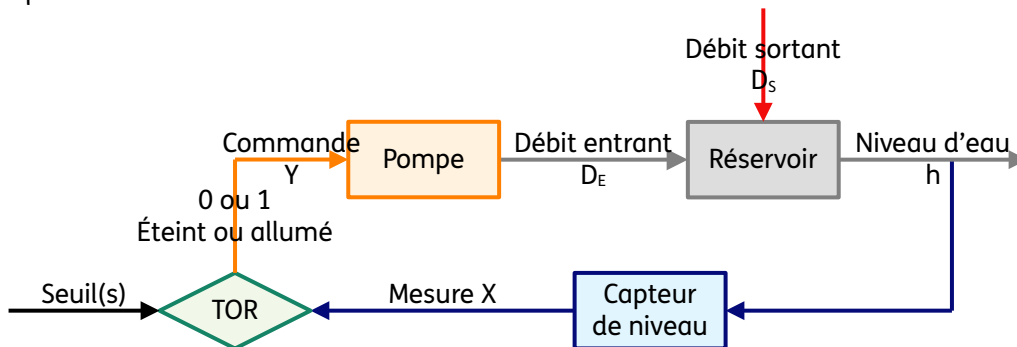 Débit sortant
Dₛ
Commande
Y
Pompe
Débit entrant
Dᴇ
Réservoir
Niveau d'eau
h
0 ou 1
Éteint ou allumé
Seuil(s)
TOR
Mesure X
Capteur
de niveau